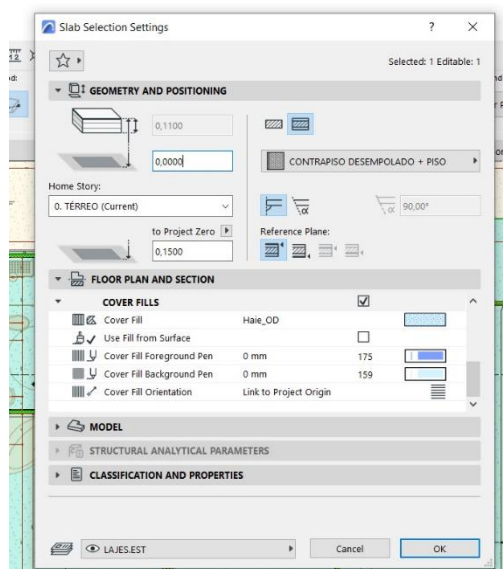 Slab Selection Settings ? ×
Selected: 1 Editable: 1
GEOMETRY AND POSITIONING
0,1100
0,0000
CONTRAPISO DESEMPOLADO + PISO
Home Story:
0. TÉRREO (Current)
α α 90,00°
to Project Zero
Reference Plane:
0,1500
FLOOR PLAN AND SECTION
COVER FILLS
Cover Fill Haie_OD
Use Fill from Surface
Cover Fill Foreground Pen 0 mm 175
Cover Fill Background Pen 0 mm 159
Cover Fill Orientation Link to Project Origin
MODEL
STRUCTURAL ANALYTICAL PARAMETERS
CLASSIFICATION AND PROPERTIES
LAJES.EST Cancel OK